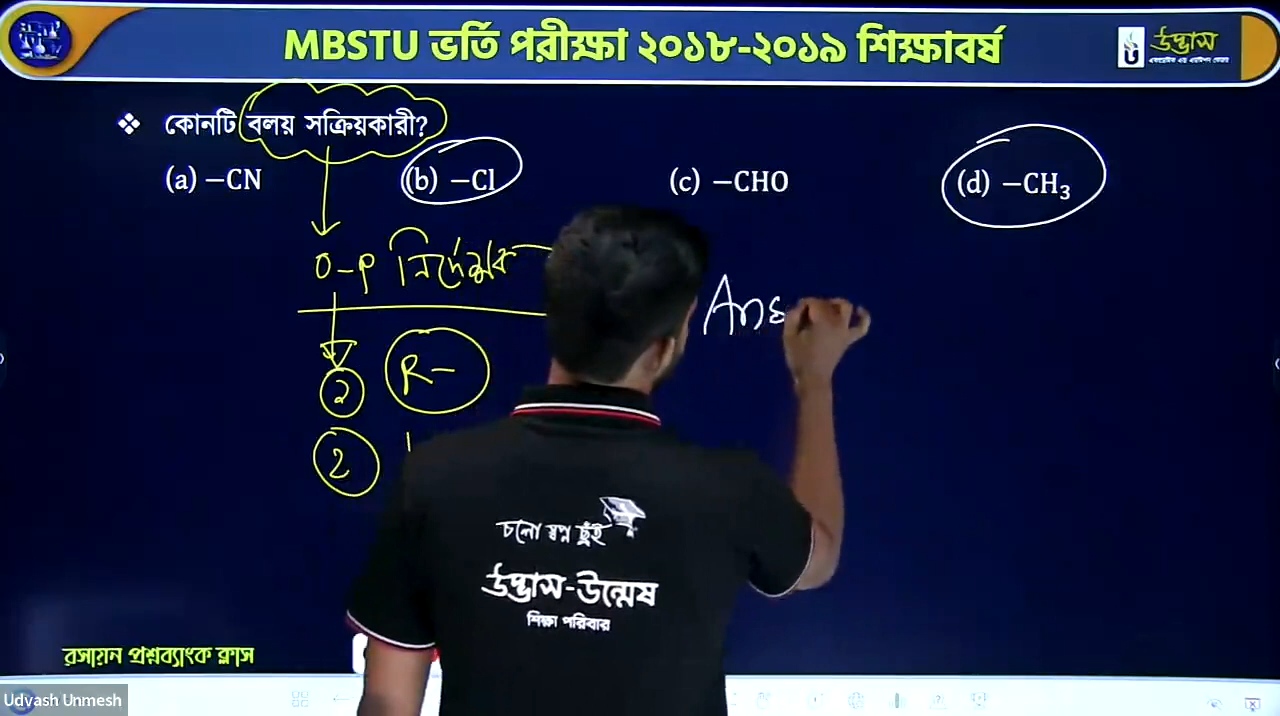 MBSTU ভর্তি পরীক্ষা ২০১৮-২০১৯ শিক্ষাবর্ষ
উদ্ভাস
❖ কোনটি বলয় সক্রিয়কারী?
(a) −CN (b) −Cl (c) −CHO (d) −CH₃
O-P নির্দেশক
Ans
R-
2
চলো স্বপ্ন ছুঁই
উদ্ভাস-উন্মেষ
শিক্ষা পরিবার
রসায়ন প্রশ্নব্যাংক ক্লাস
Udvash Unmesh